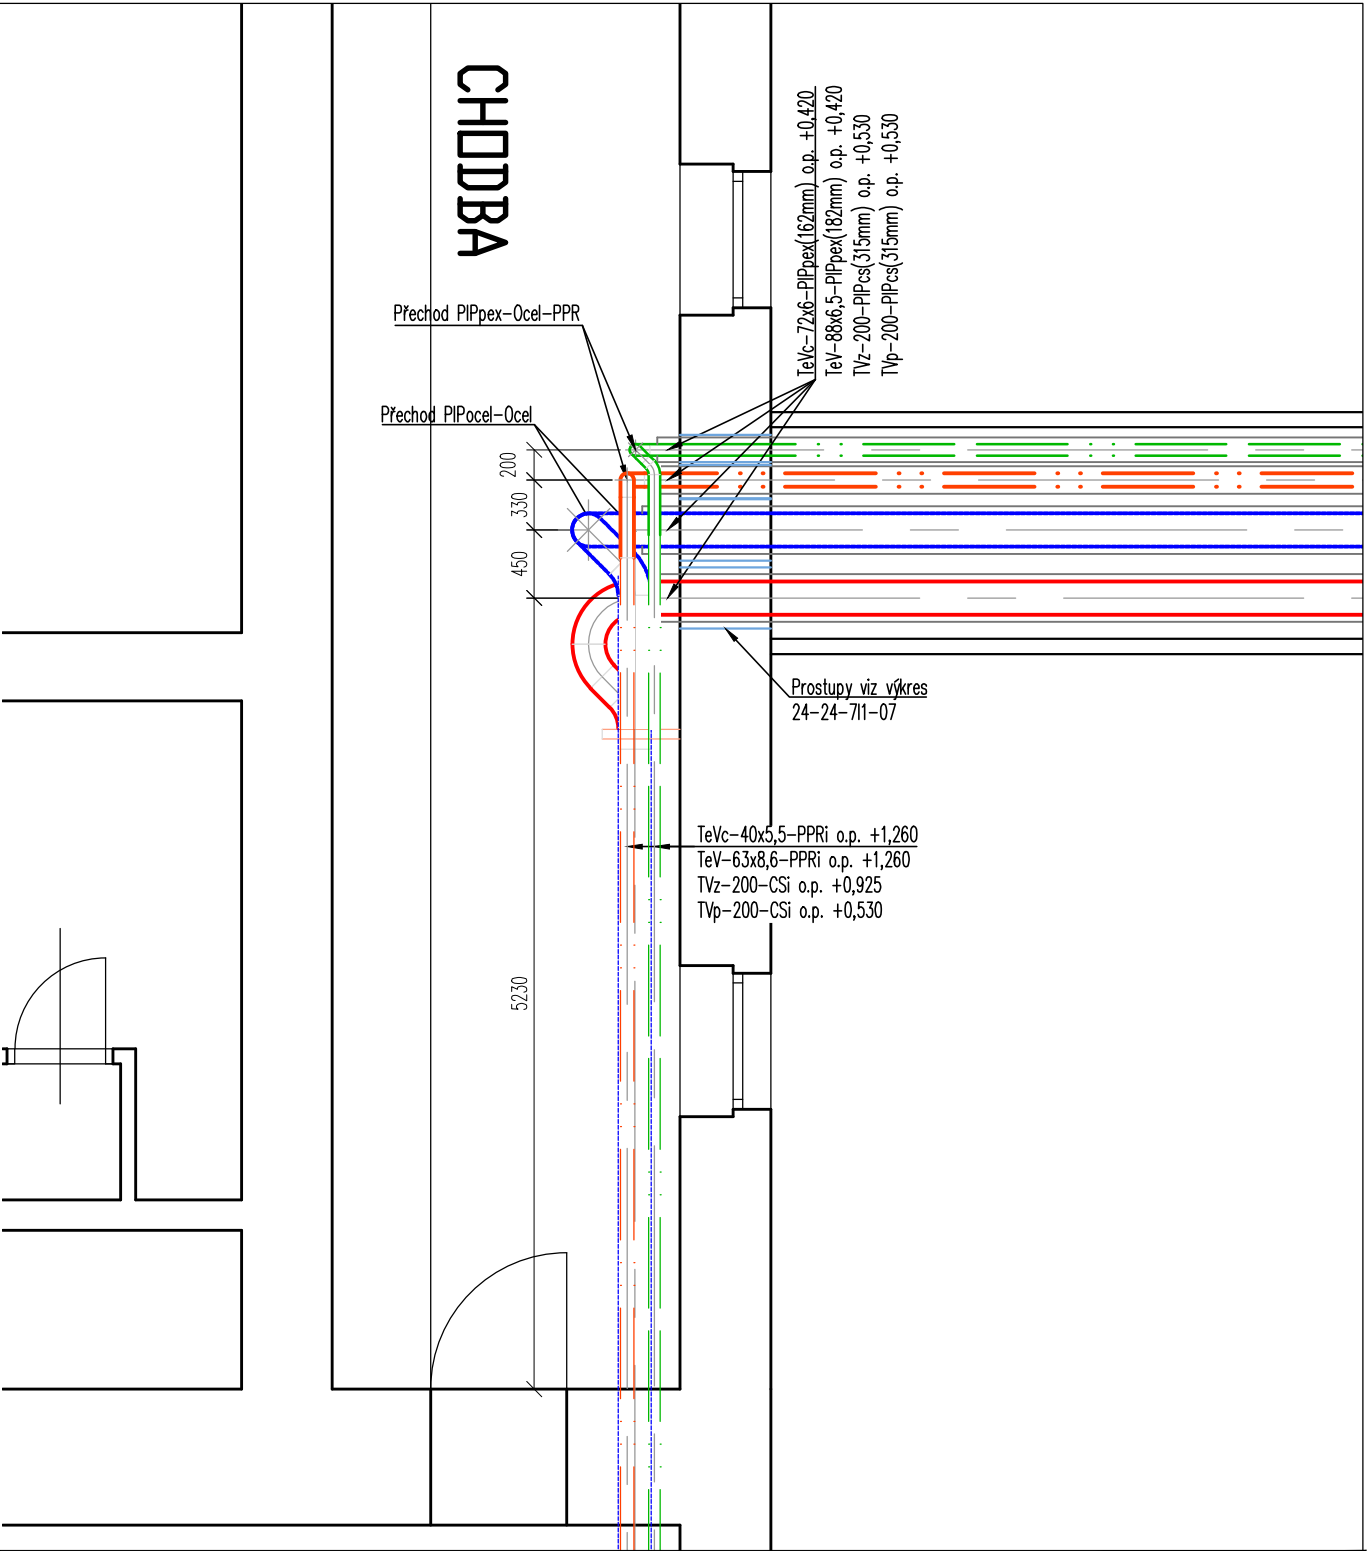 CHODBA
TeVc-72x6-PIPpex(162mm) o.p. +0,420
TeV-88x6,5-PIPpex(182mm) o.p. +0,420
TVz-200-PIPcs(315mm) o.p. +0,530
TVp-200-PIPcs(315mm) o.p. +0,530
Přechod PIPpex-Ocel-PPR
Přechod PIPocel-Ocel
200
330
450
Prostupy viz výkres
24-24-711-07
TeVc-40x5,5-PPRi o.p. +1,260
TeV-63x8,6-PPRi o.p. +1,260
TVz-200-CSi o.p. +0,925
TVp-200-CSi o.p. +0,530
5230